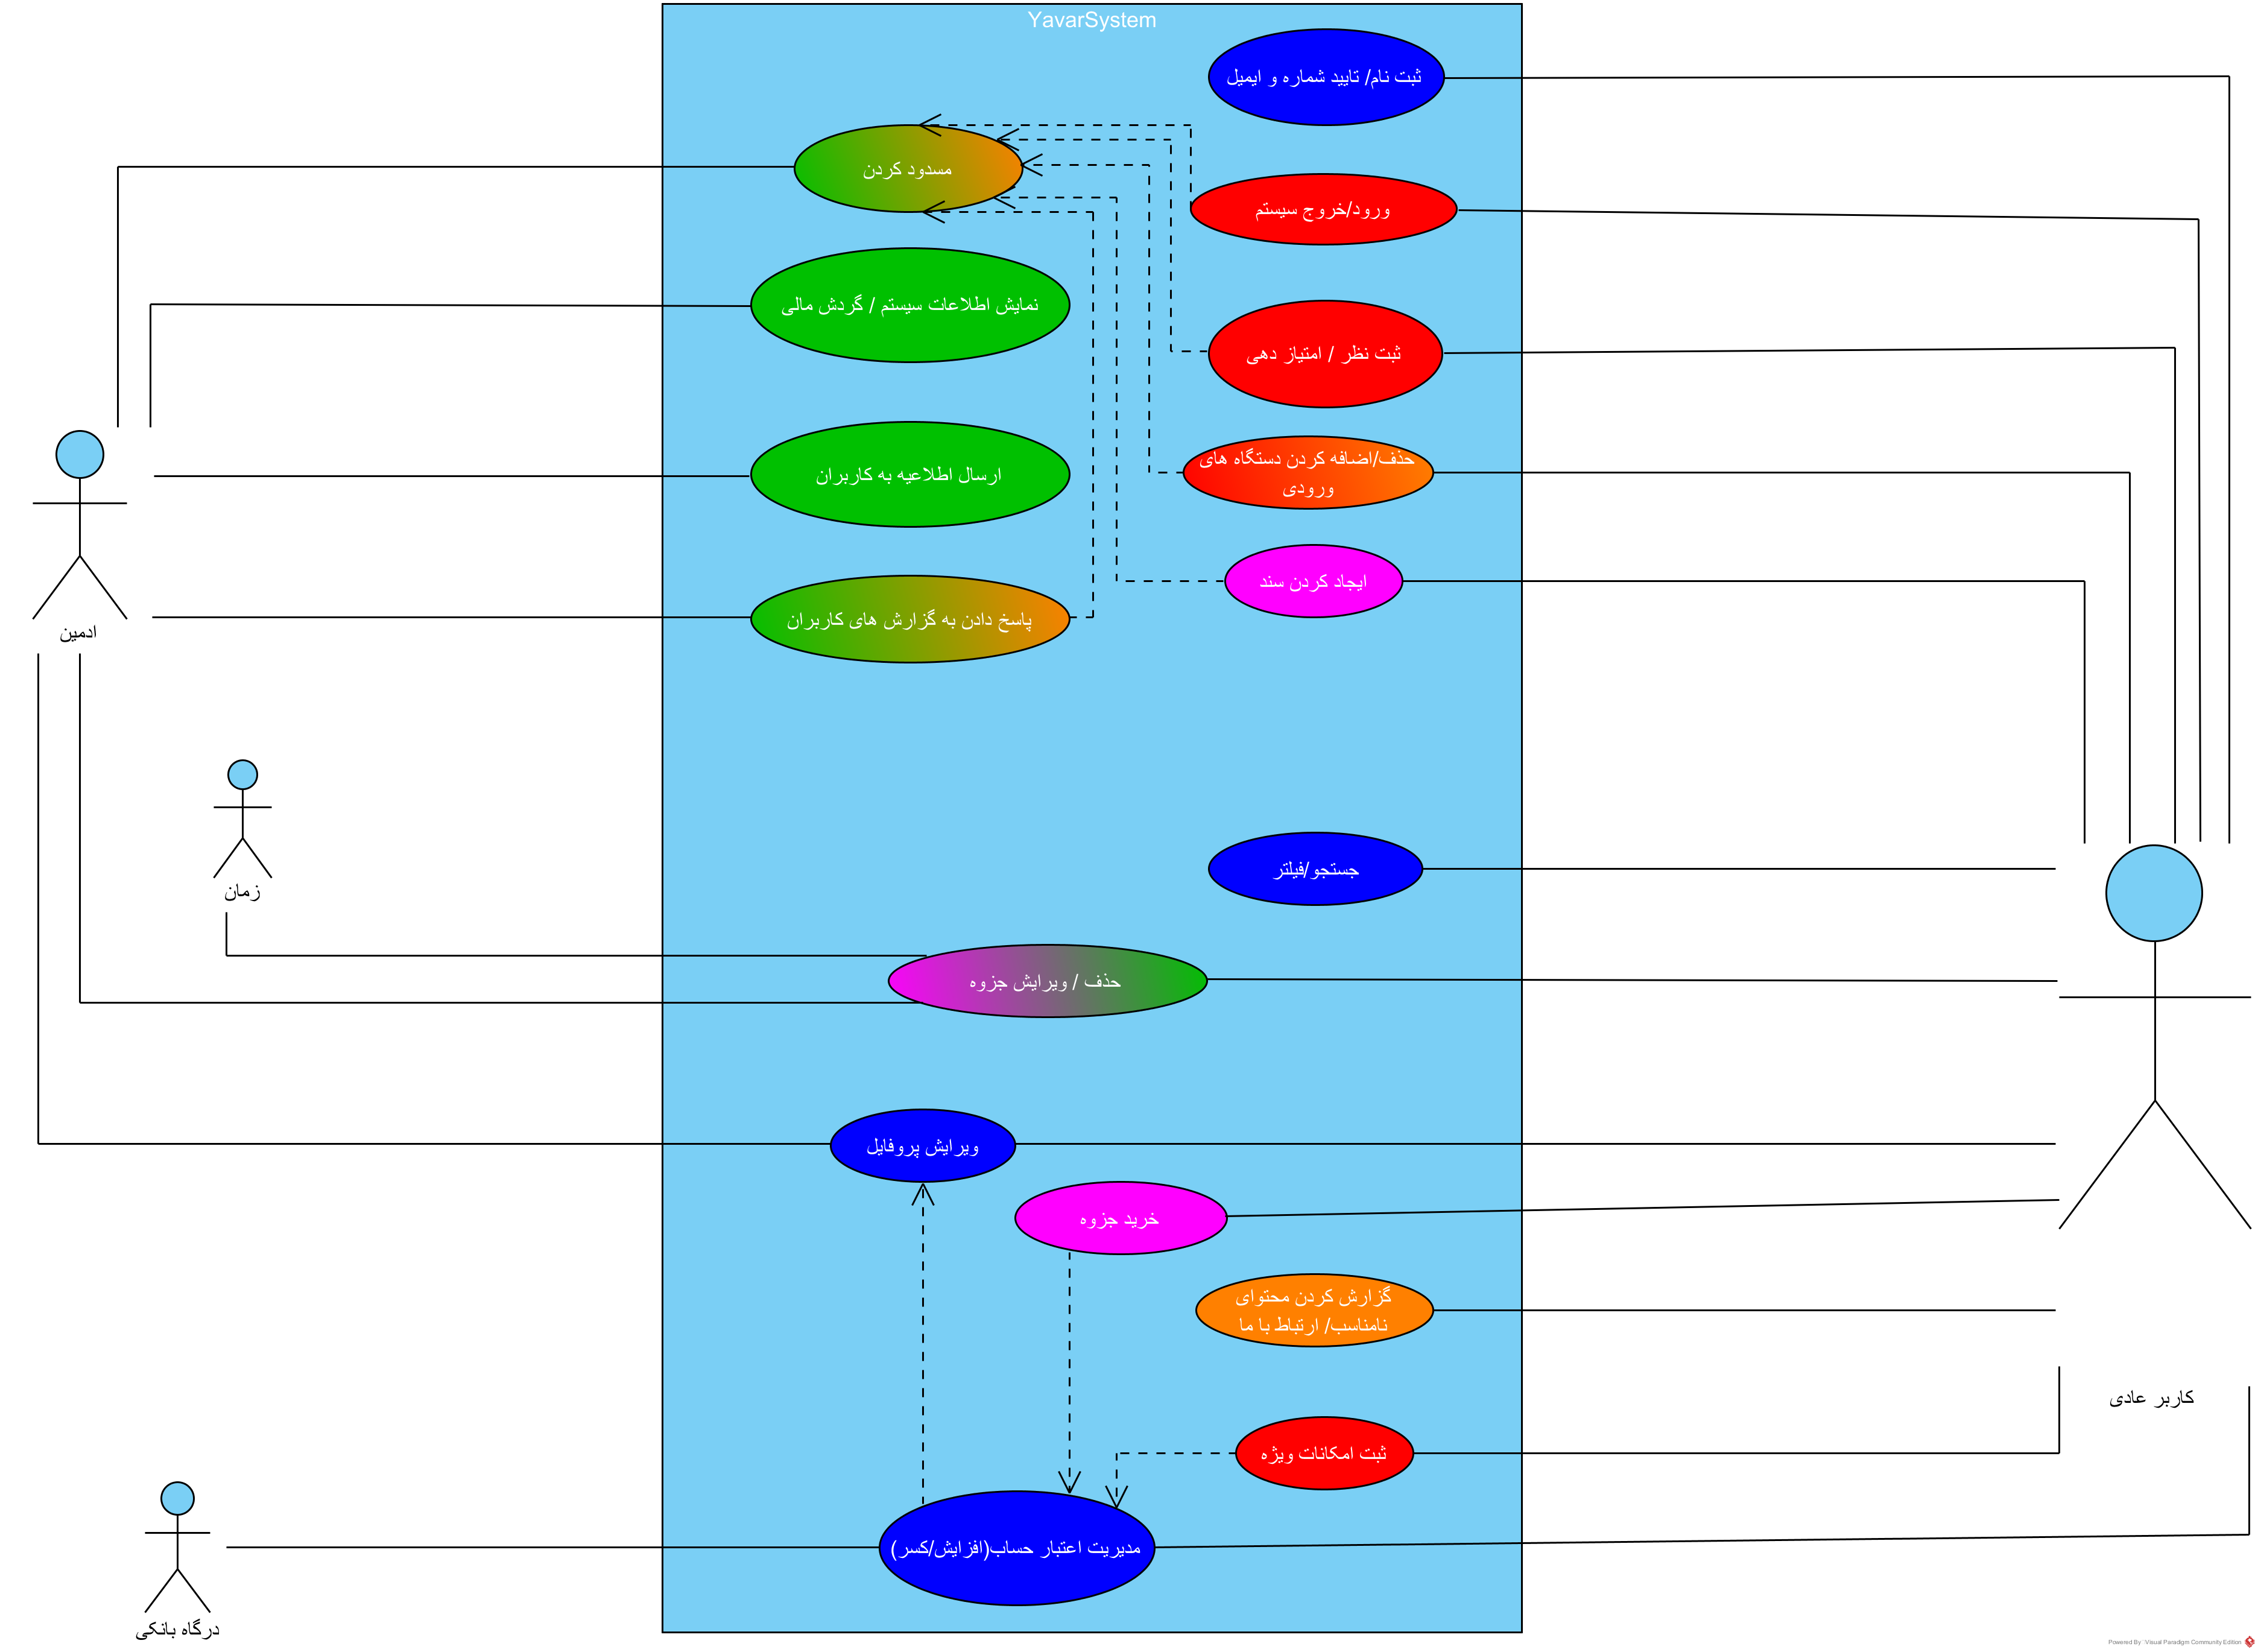 YavarSystem
ثبت نام/ تایید شماره و ایمیل
مسدود کردن
ورود/خروج سیستم
نمایش اطلاعات سیستم / گردش مالی
ثبت نظر / امتیاز دهی
حذف/اضافه کردن دستگاه های
ورودی
ارسال اطلاعیه به کاربران
ایجاد کردن سند
پاسخ دادن به گزارش های کاربران
ادمین
جستجو/فیلتر
زمان
حذف / ویرایش جزوه
ویرایش پروفایل
خرید جزوه
گزارش کردن محتوای
نامناسب/ ارتباط با ما
کاربر عادی
ثبت امکانات ویژه
مدیریت اعتبار حساب(افزایش/کسر)
درگاه بانکی
Powered By Visual Paradigm Community Edition